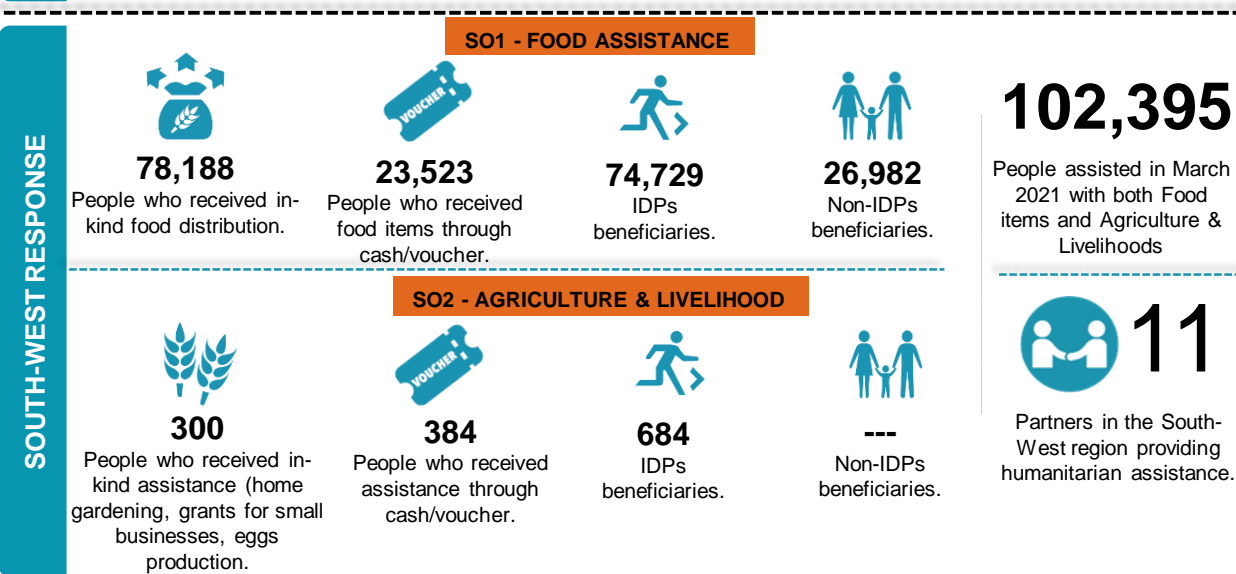 SOUTH-WEST RESPONSE
SO1 - FOOD ASSISTANCE
VOUCHER
78,188
People who received in-
kind food distribution.
23,523
People who received
food items through
cash/voucher.
74,729
IDPs
beneficiaries.
26,982
Non-IDPs
beneficiaries.
SO2 - AGRICULTURE & LIVELIHOOD
VOUCHER
300
People who received in-
kind assistance (home
gardening, grants for small
businesses, eggs
production.
384
People who received
assistance through
cash/voucher.
684
IDPs
beneficiaries.
---
Non-IDPs
beneficiaries.
102,395
People assisted in March
2021 with both Food
items and Agriculture &
Livelihoods
11
Partners in the South-
West region providing
humanitarian assistance.